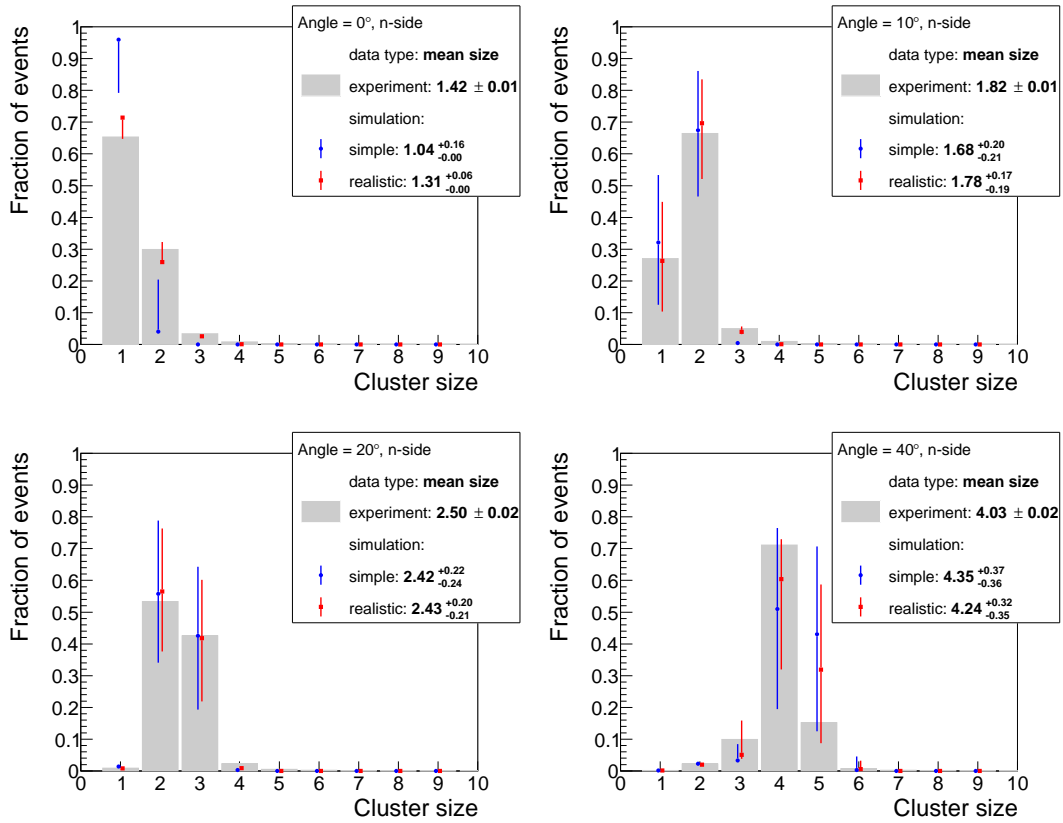 Angle = 0°, n-side
data type: mean size
experiment: 1.42 ± 0.01
simulation:
simple: 1.04 +0.16 -0.00
realistic: 1.31 +0.06 -0.00
Fraction of events
1
0.9
0.8
0.7
0.6
0.5
0.4
0.3
0.2
0.1
0
0 1 2 3 4 5 6 7 8 9 10
Cluster size
Angle = 10°, n-side
data type: mean size
experiment: 1.82 ± 0.01
simulation:
simple: 1.68 +0.20 -0.21
realistic: 1.78 +0.17 -0.19
Fraction of events
1
0.9
0.8
0.7
0.6
0.5
0.4
0.3
0.2
0.1
0
0 1 2 3 4 5 6 7 8 9 10
Cluster size
Angle = 20°, n-side
data type: mean size
experiment: 2.50 ± 0.02
simulation:
simple: 2.42 +0.22 -0.24
realistic: 2.43 +0.20 -0.21
Fraction of events
1
0.9
0.8
0.7
0.6
0.5
0.4
0.3
0.2
0.1
0
0 1 2 3 4 5 6 7 8 9 10
Cluster size
Angle = 40°, n-side
data type: mean size
experiment: 4.03 ± 0.02
simulation:
simple: 4.35 +0.37 -0.36
realistic: 4.24 +0.32 -0.35
Fraction of events
1
0.9
0.8
0.7
0.6
0.5
0.4
0.3
0.2
0.1
0
0 1 2 3 4 5 6 7 8 9 10
Cluster size